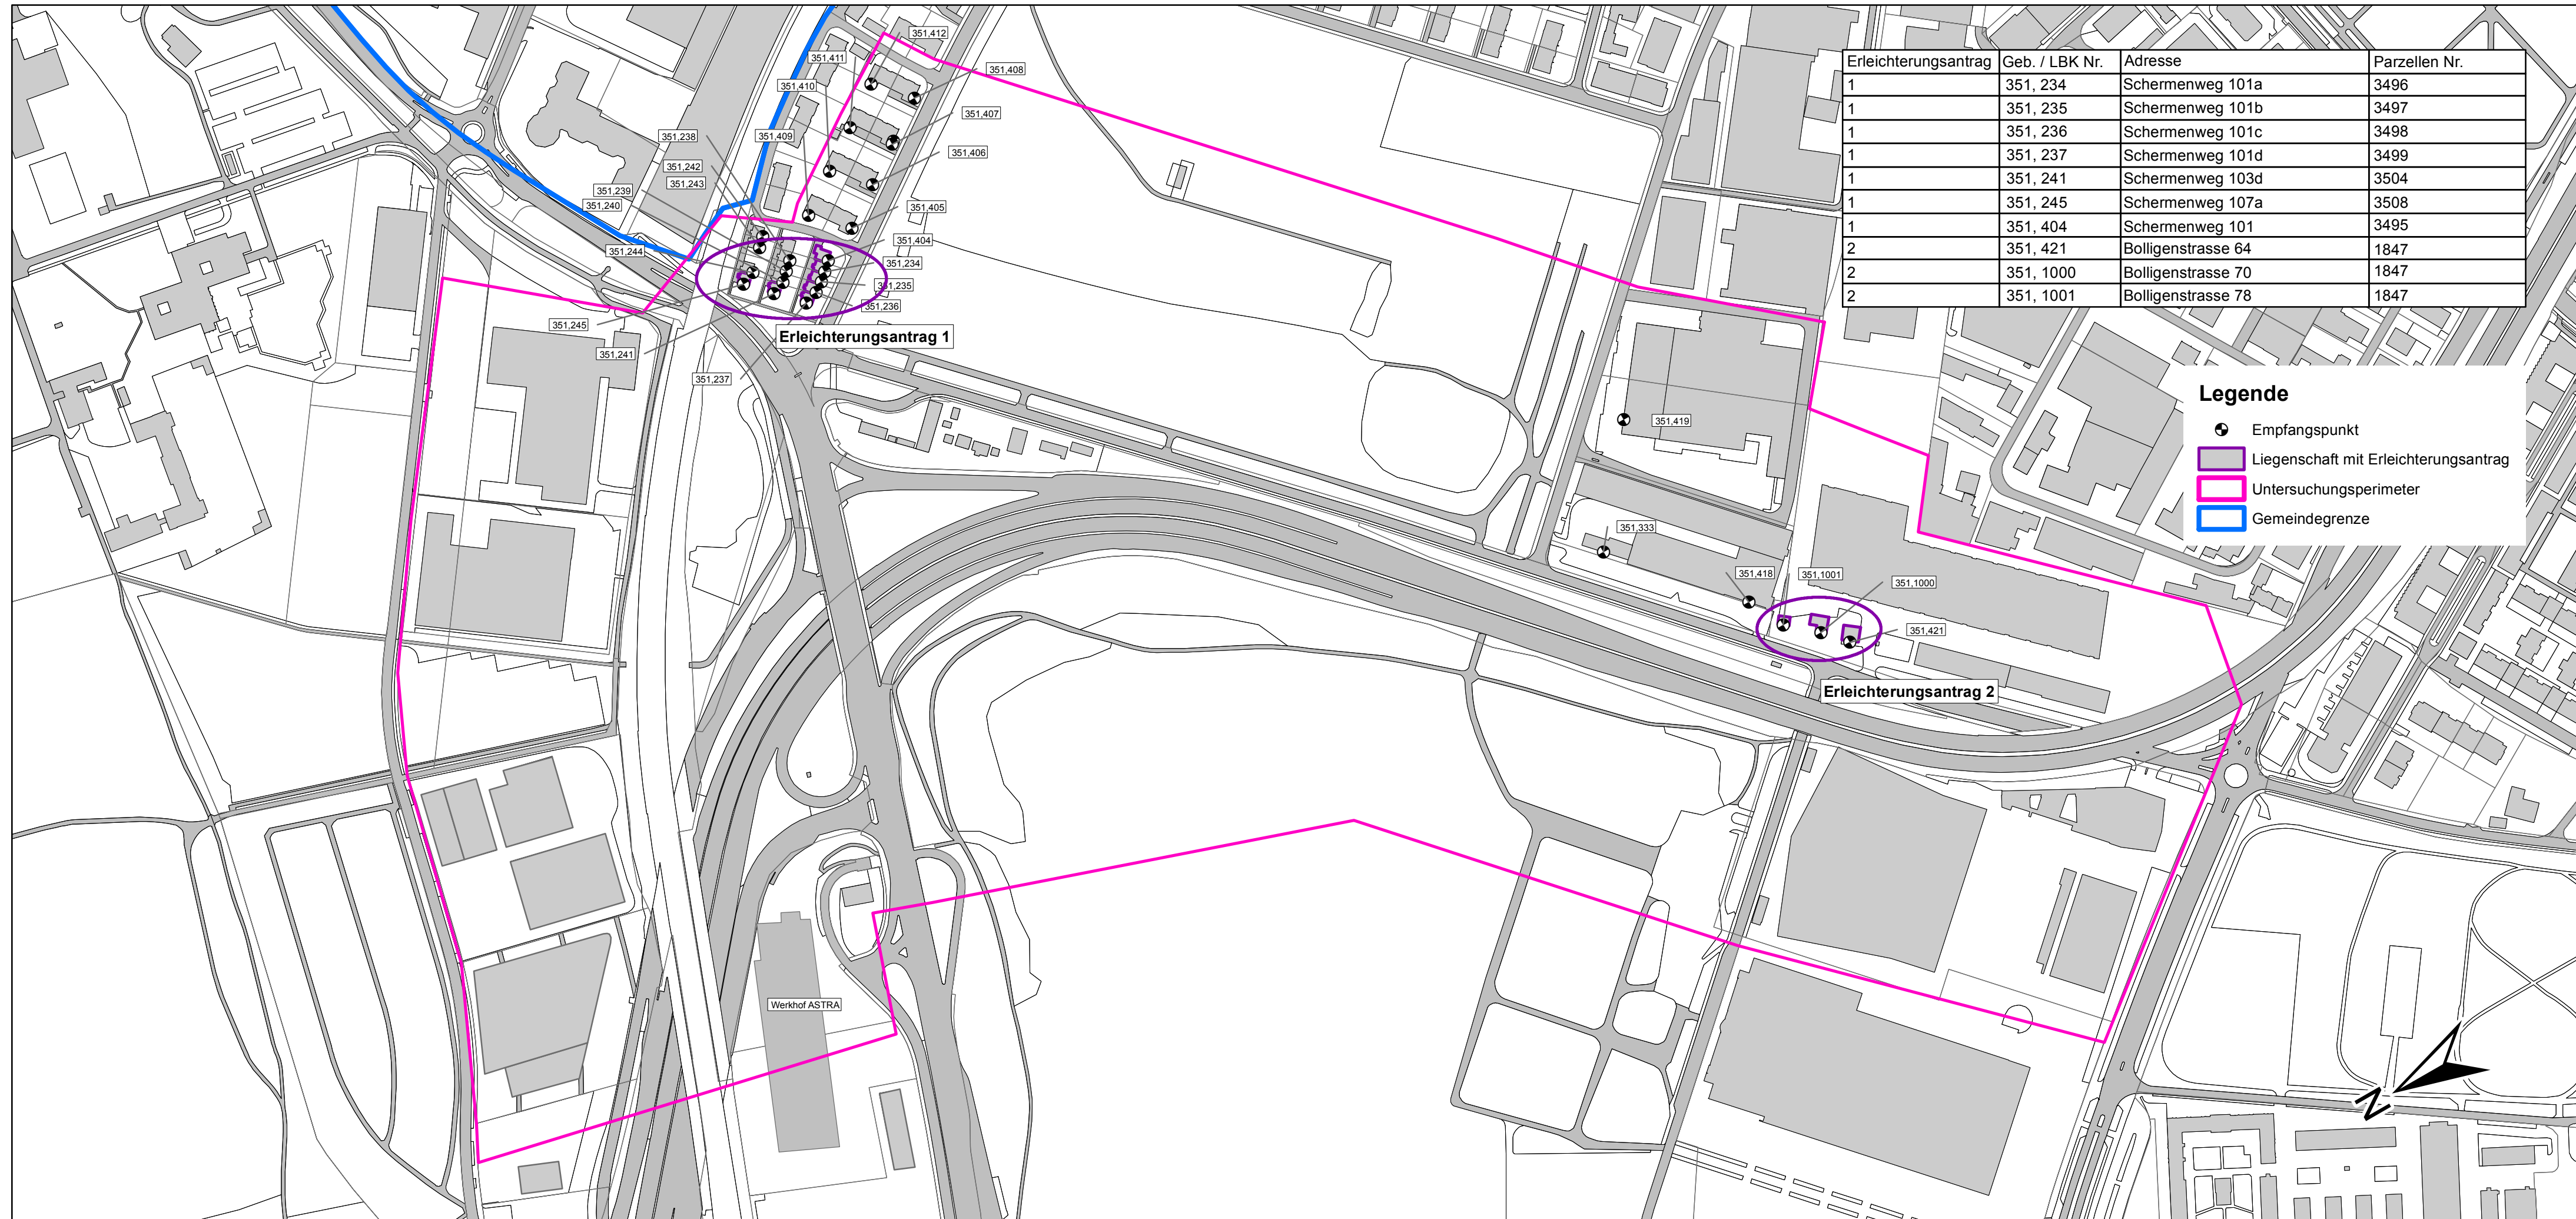 351,412
351,411
351,408
351,410
351,407
351,238
351,409
351,406
351,242
351,243
351,239
351,240
351,405
351,404
351,244
351,234
351,235
351,236
351,245
Erleichterungsantrag 1
351,241
351,237
Erleichterungsantrag Geb. / LBK Nr. Adresse Parzellen Nr.
1 351, 234 Schermenweg 101a 3496
1 351, 235 Schermenweg 101b 3497
1 351, 236 Schermenweg 101c 3498
1 351, 237 Schermenweg 101d 3499
1 351, 241 Schermenweg 103d 3504
1 351, 245 Schermenweg 107a 3508
1 351, 404 Schermenweg 101 3495
2 351, 421 Bolligenstrasse 64 1847
2 351, 1000 Bolligenstrasse 70 1847
2 351, 1001 Bolligenstrasse 78 1847
Legende
Empfangspunkt
Liegenschaft mit Erleichterungsantrag
Untersuchungsperimeter
Gemeindegrenze
351,419
351,333
351,418
351,1001
351,1000
351,421
Erleichterungsantrag 2
Werkhof ASTRA
N